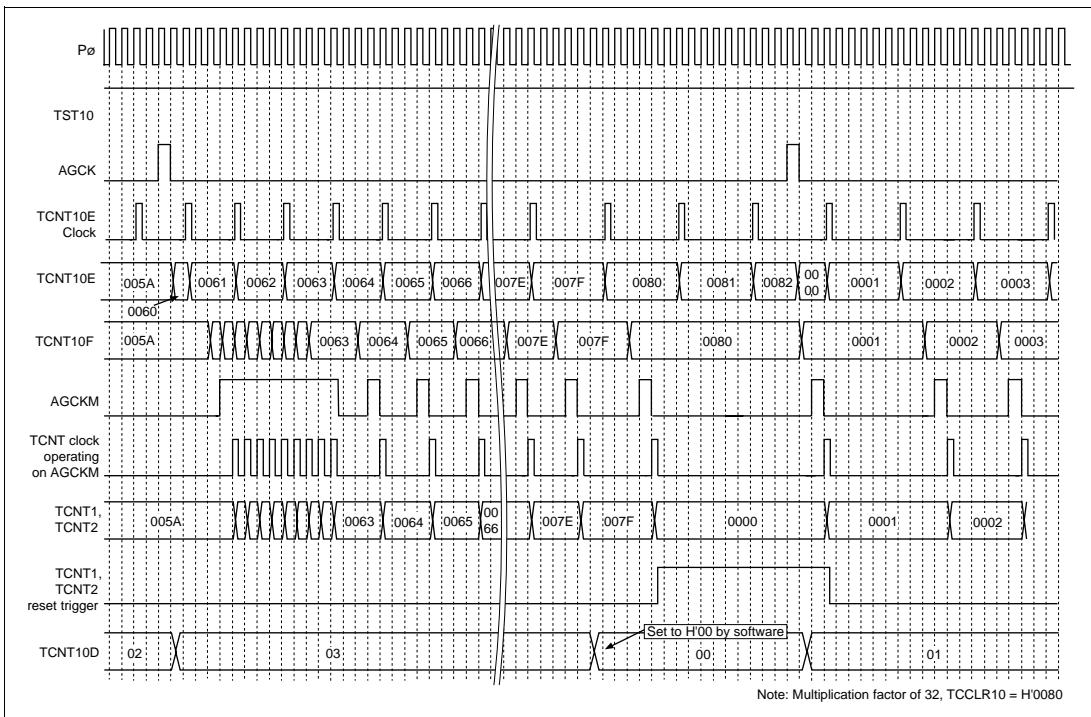 Pø
TST10
AGCK
TCNT10E
Clock
TCNT10E
005A 0061 0062 0063 0064 0065 0066 007E 007F 0080 0081 0082 00 0001 0002 0003
00
0060
TCNT10F
005A 0063 0064 0065 0066 007E 007F 0080 0001 0002 0003
AGCKM
TCNT clock
operating
on AGCKM
TCNT1,
TCNT2
005A 0063 0064 0065 00 007E 007F 0000 0001 0002
66
TCNT1,
TCNT2
reset trigger
Set to H'00 by software
TCNT10D
02 03 00 01
Note: Multiplication factor of 32, TCCLR10 = H'0080